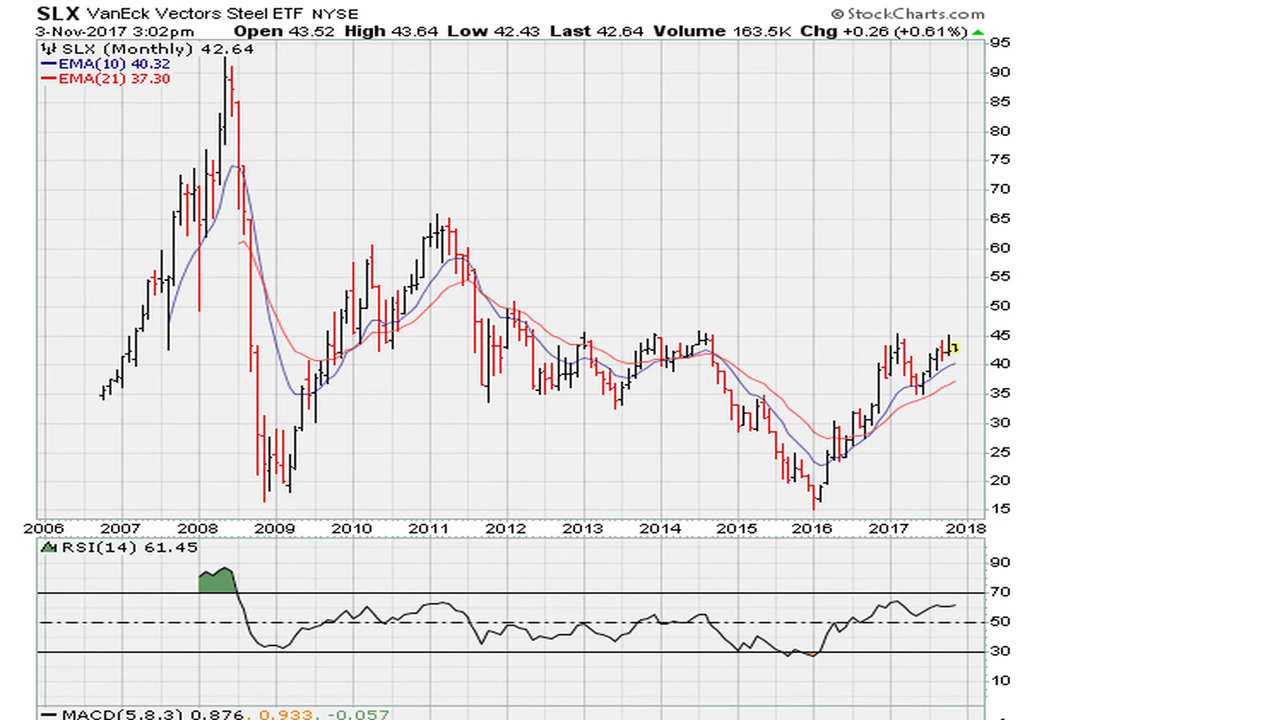 SLX VanEck Vectors Steel ETF NYSE © StockCharts.com
3-Nov-2017 3:02pm Open 43.52 High 43.64 Low 42.43 Last 42.64 Volume 163.5K Chg +0.26 (+0.61%)
SLX (Monthly) 42.64
EMA(10) 40.32
EMA(21) 37.30
95
90
85
80
75
70
65
60
55
50
45
40
35
30
25
20
15
2006 2007 2008 2009 2010 2011 2012 2013 2014 2015 2016 2017 2018
RSI(14) 61.45
90
70
50
30
10
MACD(5,8,3) 0.876, 0.933, -0.057